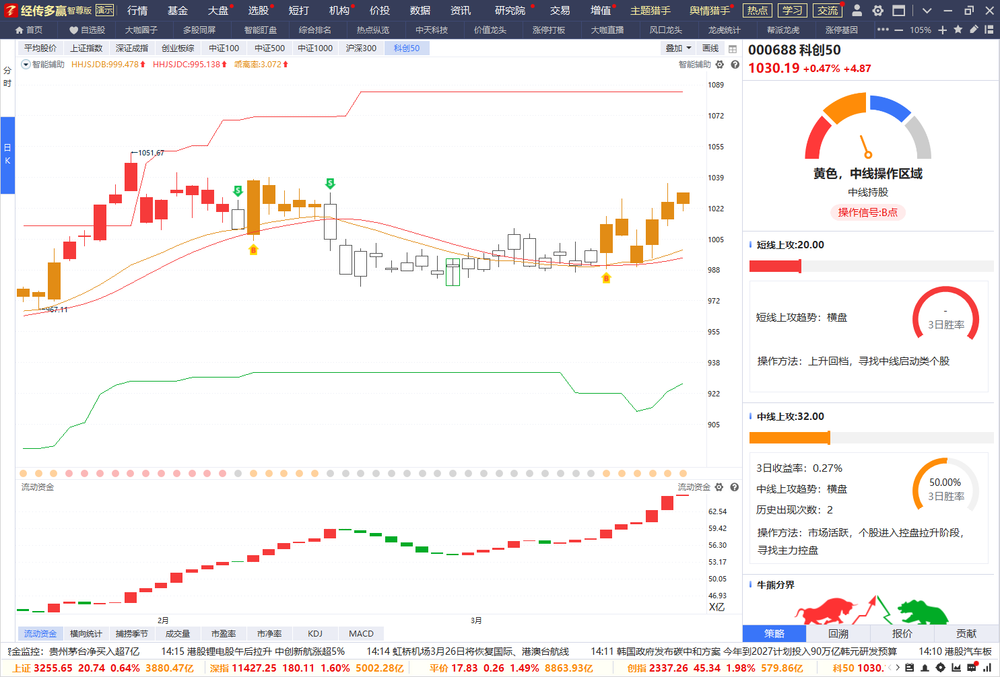 经传多赢 智尊版 演示 行情 基金 大盘 选股 短打 机构 价投 数据 资讯 研究院 交易 增值 主题猎手 舆情猎手 热点 学习 交流
首页 自选股 大咖圈子 多股同屏 智能盯盘 综合排名 热点纵览 中天科技 价值龙头 涨停打板 大咖直播 风口龙头 龙虎统计 帮派龙虎 涨停基因 105%
平均股价 上证指数 深证成指 创业板综 中证100 中证500 中证1000 沪深300 科创50 叠加 画线
智能辅助 HHJSJDB:999.478 HHJSJDC:995.138 乖离率:3.072 智能辅助
分时
日K
1089
1072
1055
1039
1022
1005
988
972
955
938
922
905
1051.67
967.11
S
S
B
B
流动资金 流动资金
62.54
59.42
56.30
53.17
50.05
46.93
X亿
2月 3月
流动资金 横向统计 捕捞季节 成交量 市盈率 市净率 KDJ MACD
000688 科创50
1030.19 +0.47% +4.87
黄色，中线操作区域
中线持股
操作信号:B点
短线上攻:20.00
短线上攻趋势：横盘
-
3日胜率
操作方法：上升回档，寻找中线启动类个股
中线上攻:32.00
3日收益率：0.27%
中线上攻趋势：横盘
历史出现次数：2
50.00%
3日胜率
操作方法：市场活跃，个股进入控盘拉升阶段，
寻找主力控盘
牛熊分界
策略 回溯 报价 贡献
金监控：贵州茅台净买入超7亿 14:15 港股锂电股午后拉升 中创新航涨超5% 14:14 虹桥机场3月26日将恢复国际、港澳台航线 14:11 韩国政府发布碳中和方案 今年到2027计划投入90万亿韩元研发预算 14:10 港股汽车板
上证 3255.65 20.74 0.64% 3880.47亿 深指 11427.25 180.11 1.60% 5002.28亿 平价 17.83 0.26 1.49% 8863.93亿 创指 2337.26 45.34 1.98% 579.86亿 科50 1030.